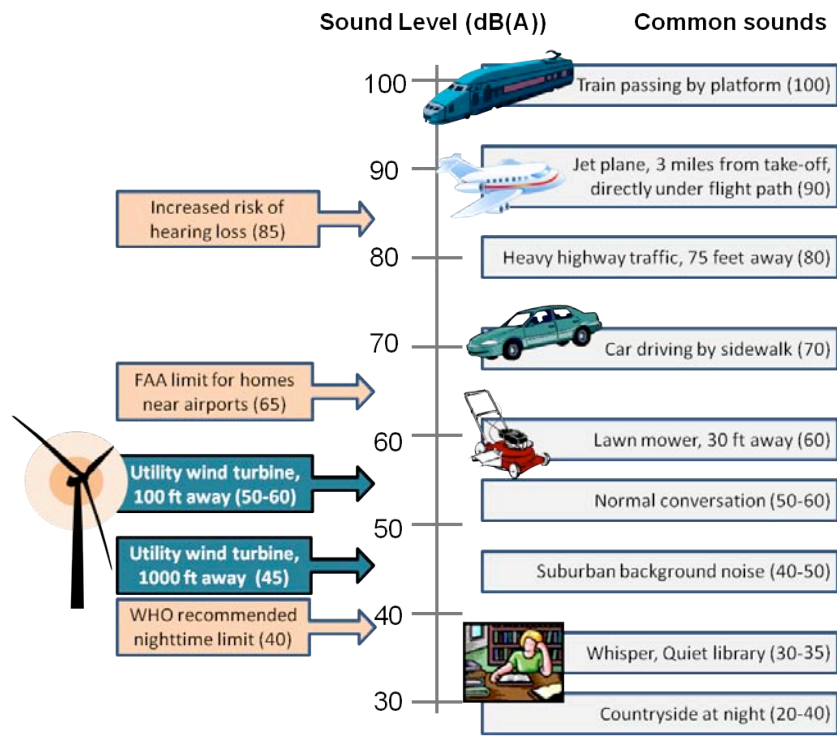 Sound Level (dB(A))
Common sounds
100
Train passing by platform (100)
90
Jet plane, 3 miles from take-off,
directly under flight path (90)
Increased risk of
hearing loss (85)
80
Heavy highway traffic, 75 feet away (80)
70
Car driving by sidewalk (70)
FAA limit for homes
near airports (65)
60
Lawn mower, 30 ft away (60)
Utility wind turbine,
100 ft away (50-60)
Normal conversation (50-60)
50
Utility wind turbine,
1000 ft away (45)
Suburban background noise (40-50)
40
WHO recommended
nighttime limit (40)
Whisper, Quiet library (30-35)
30
Countryside at night (20-40)